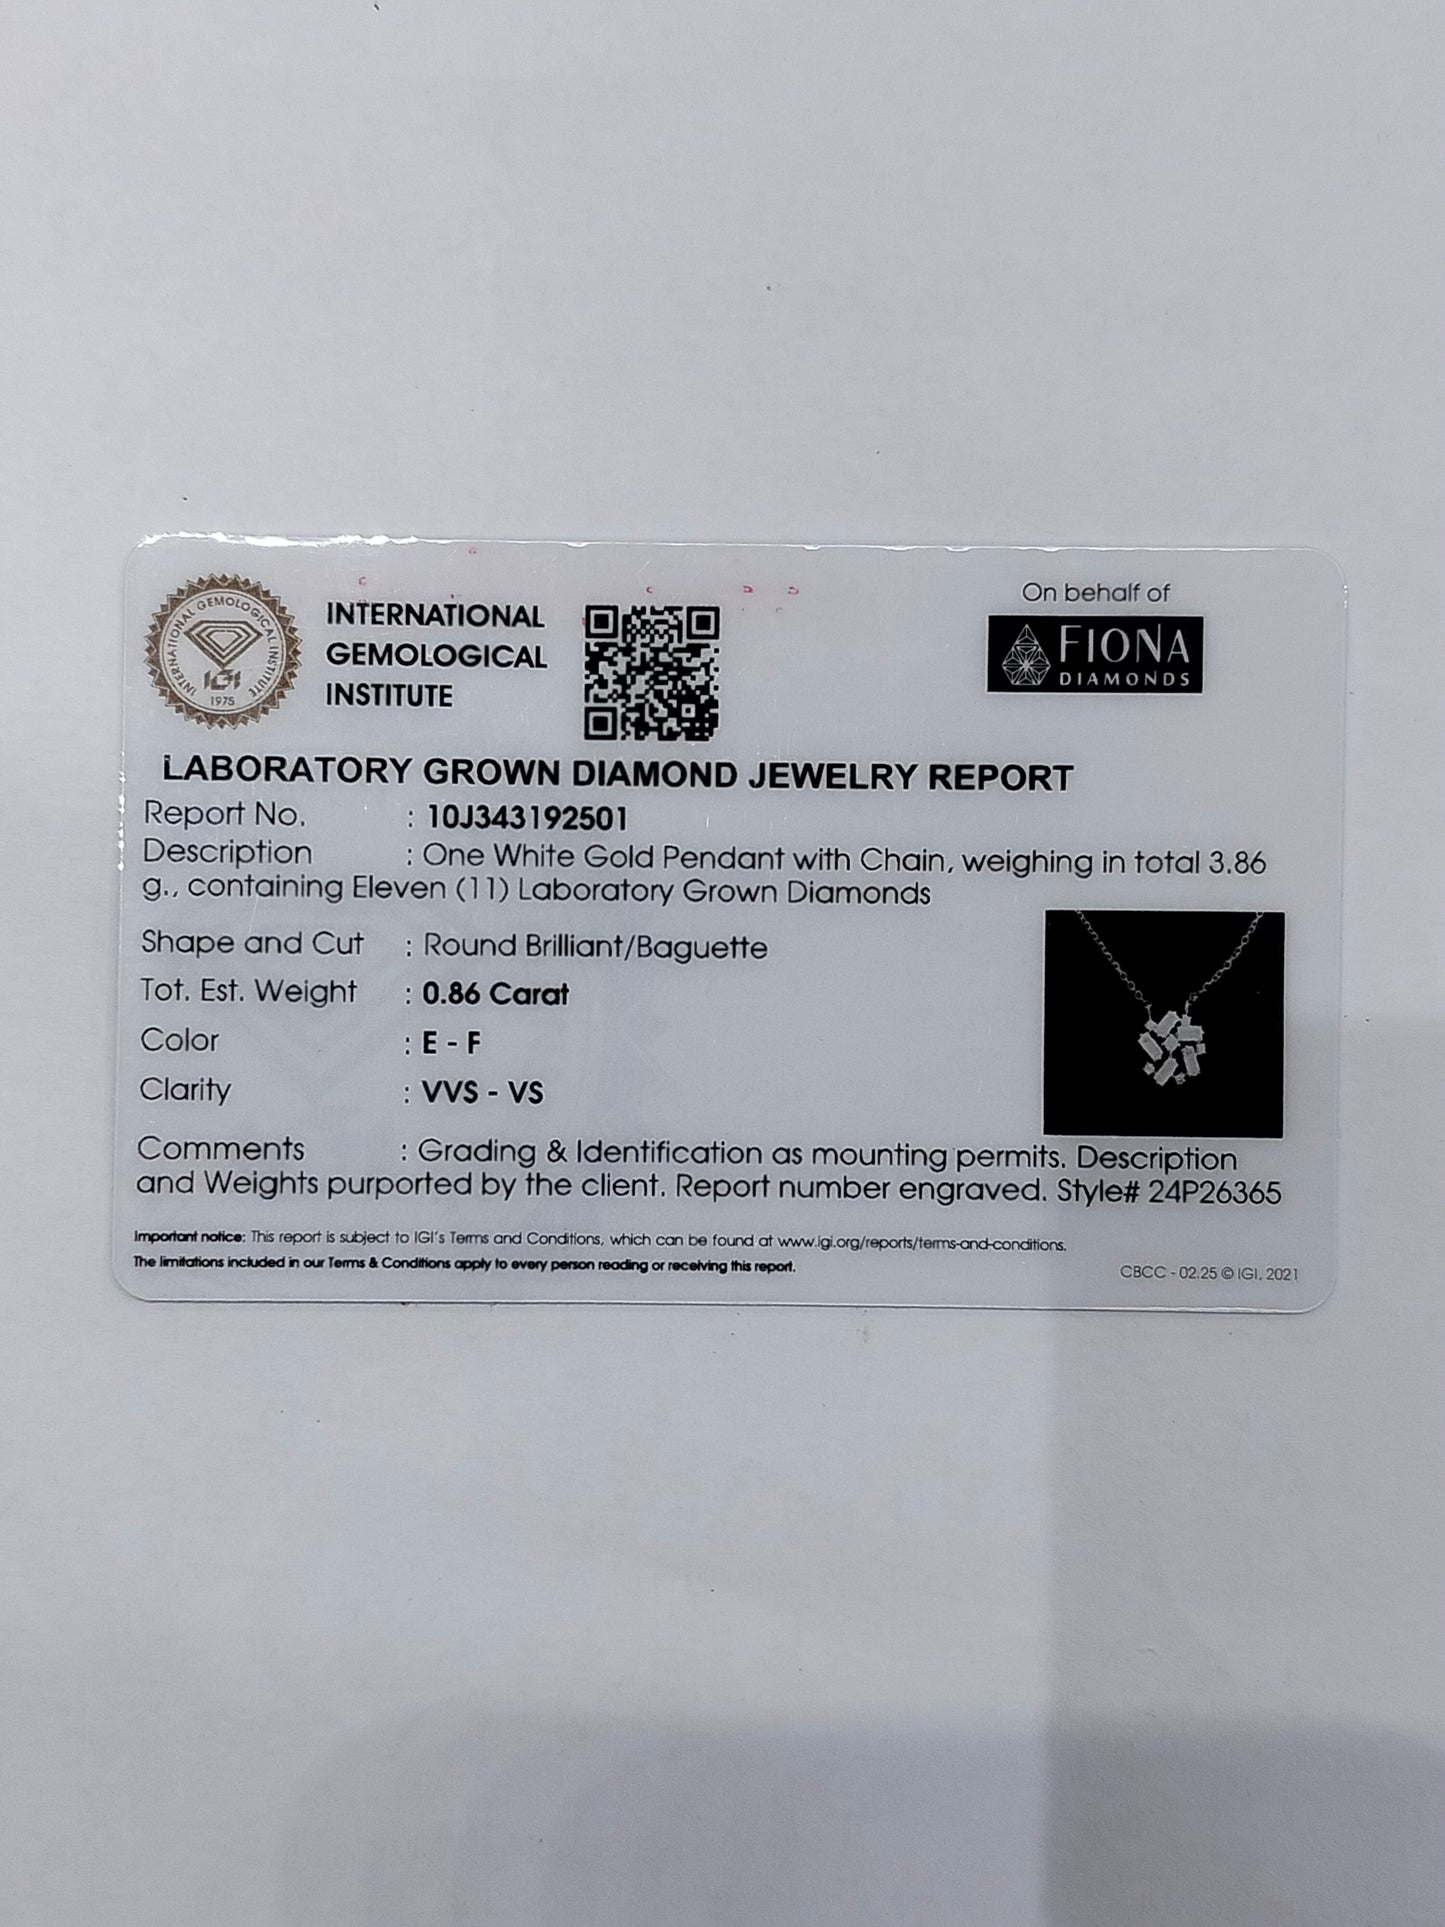 INTERNATIONAL GEMOLOGICAL INSTITUTE
IGI
1975
INTERNATIONAL
GEMOLOGICAL
INSTITUTE
On behalf of
FIONA
DIAMONDS
LABORATORY GROWN DIAMOND JEWELRY REPORT
Report No. : 10J343192501
Description : One White Gold Pendant with Chain, weighing in total 3.86
g., containing Eleven (11) Laboratory Grown Diamonds
Shape and Cut : Round Brilliant/Baguette
Tot. Est. Weight : 0.86 Carat
Color : E - F
Clarity : VVS - VS
Comments : Grading & Identification as mounting permits. Description
and Weights purported by the client. Report number engraved. Style# 24P26365
Important notice: This report is subject to IGI's Terms and Conditions, which can be found at www.igi.org/reports/terms-and-conditions.
The limitations included in our Terms & Conditions apply to every person reading or receiving this report.
CBCC - 02.25 © IGI, 2021